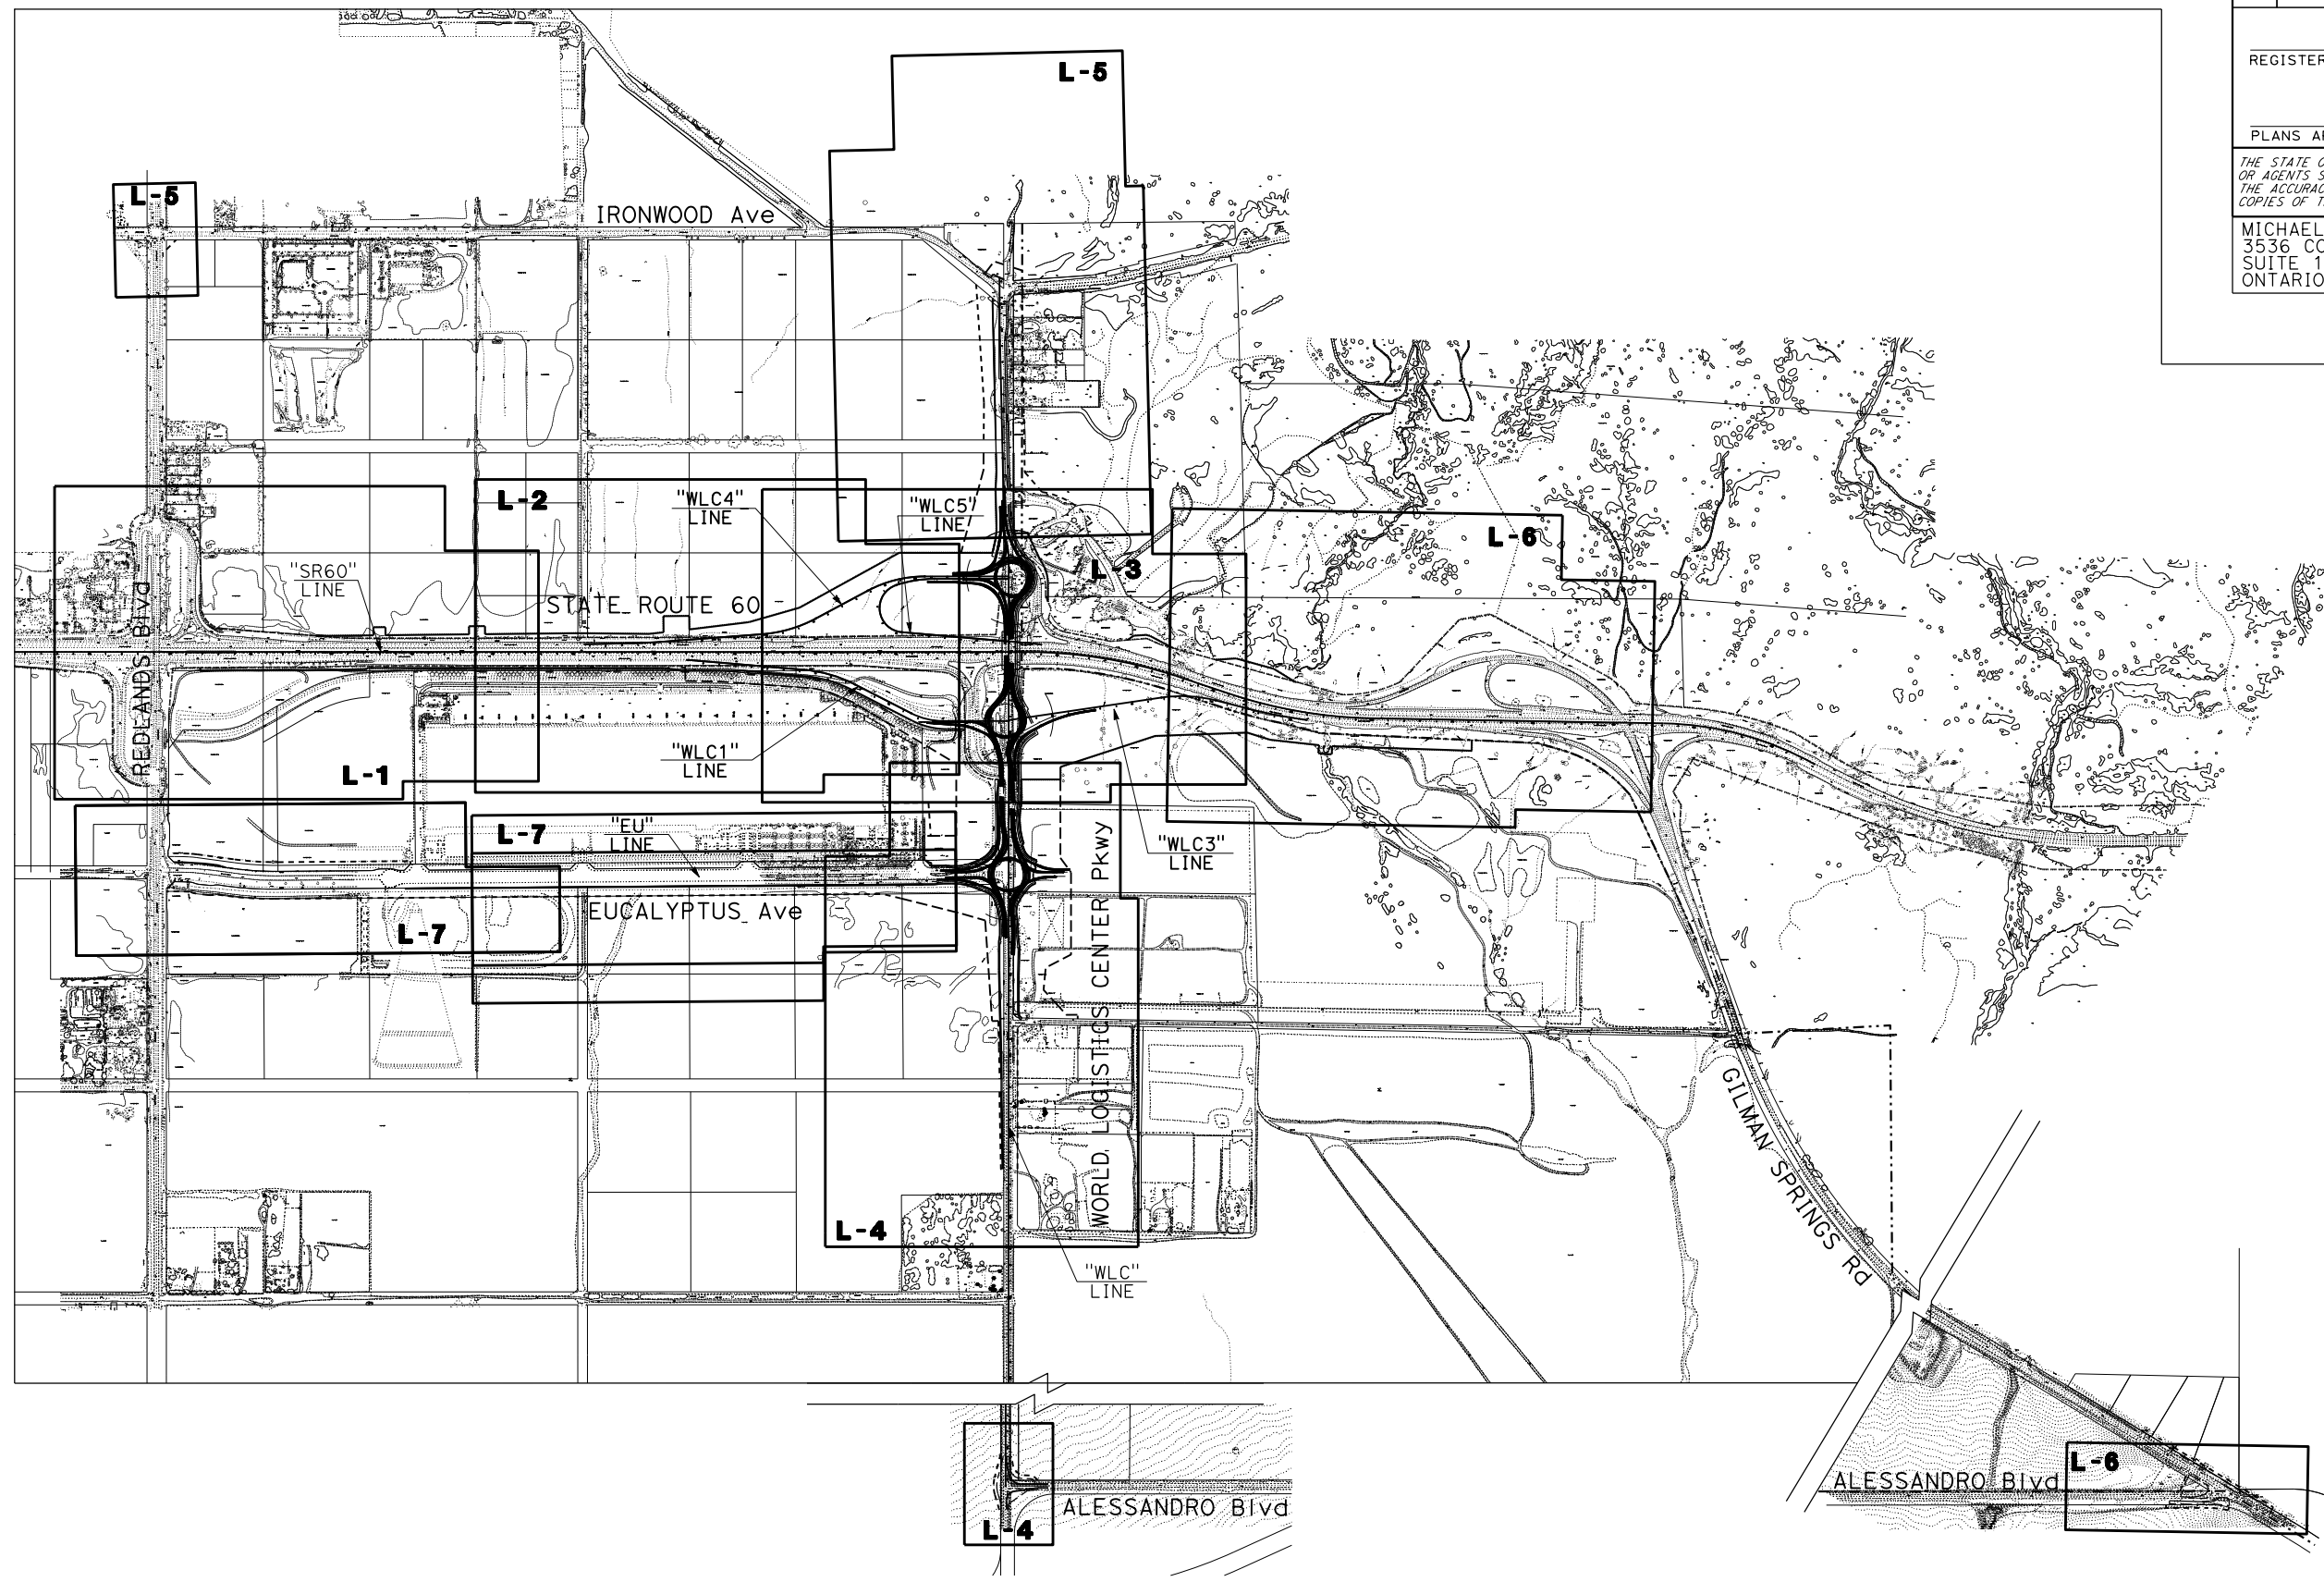 REGISTER
PLANS
THE STATE
OR AGENTS
THE
COPIES OF
MICHAEL
3536
SUITE 1
ONTARIO
L-5
L-5
IRONWOOD Ave
L-2
"WLC4"
LINE
"WLC5"
LINE
L-6
"SR60"
LINE
L-3
STATE ROUTE 60
REDLANDS Blvd
"WLC1"
LINE
L-1
L-7
"EU"
LINE
"WLC3"
LINE
EUCALYPTUS Ave
L-7
WORLD LOGISTICS CENTER Pkwy
L-4
GILMAN SPRINGS Rd
"WLC"
LINE
L-6
ALESSANDRO Blvd
ALESSANDRO Blvd
L-4